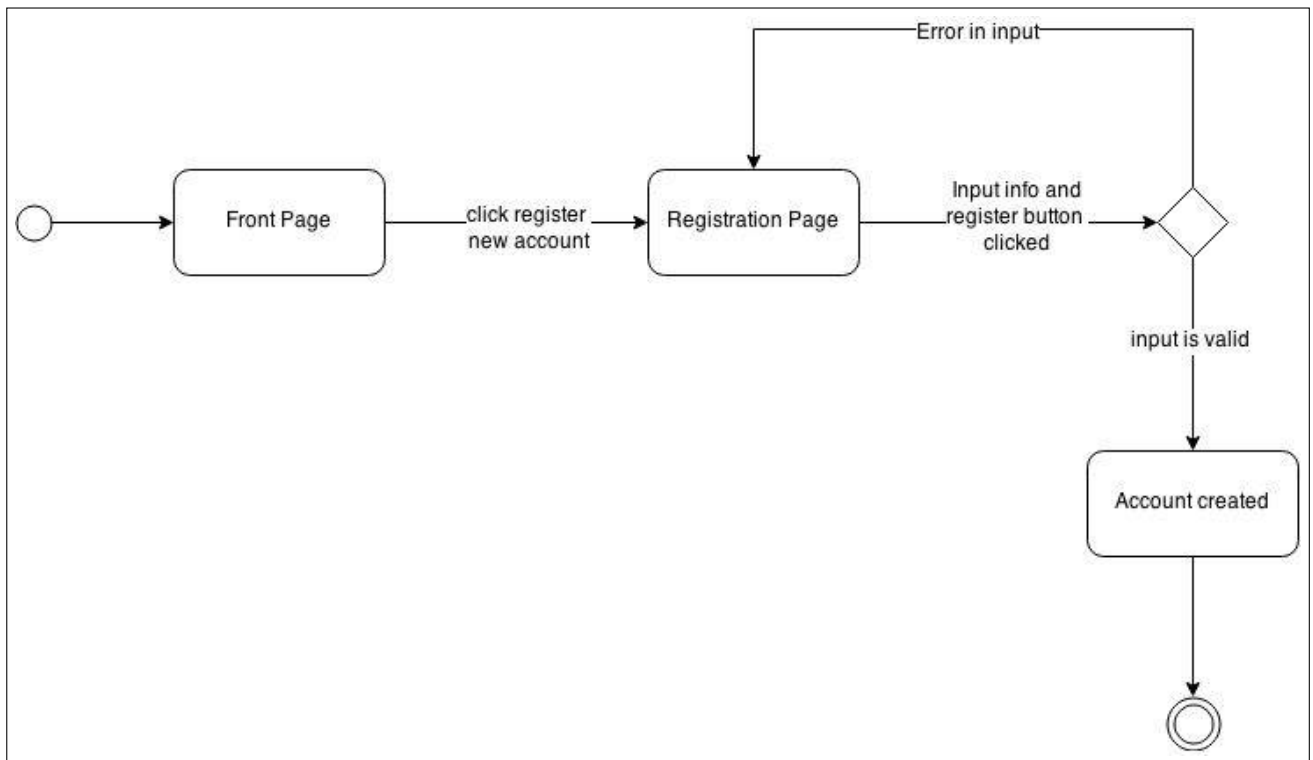 Error in input
Front Page
click register
new account
Registration Page
Input info and
register button
clicked
input is valid
Account created